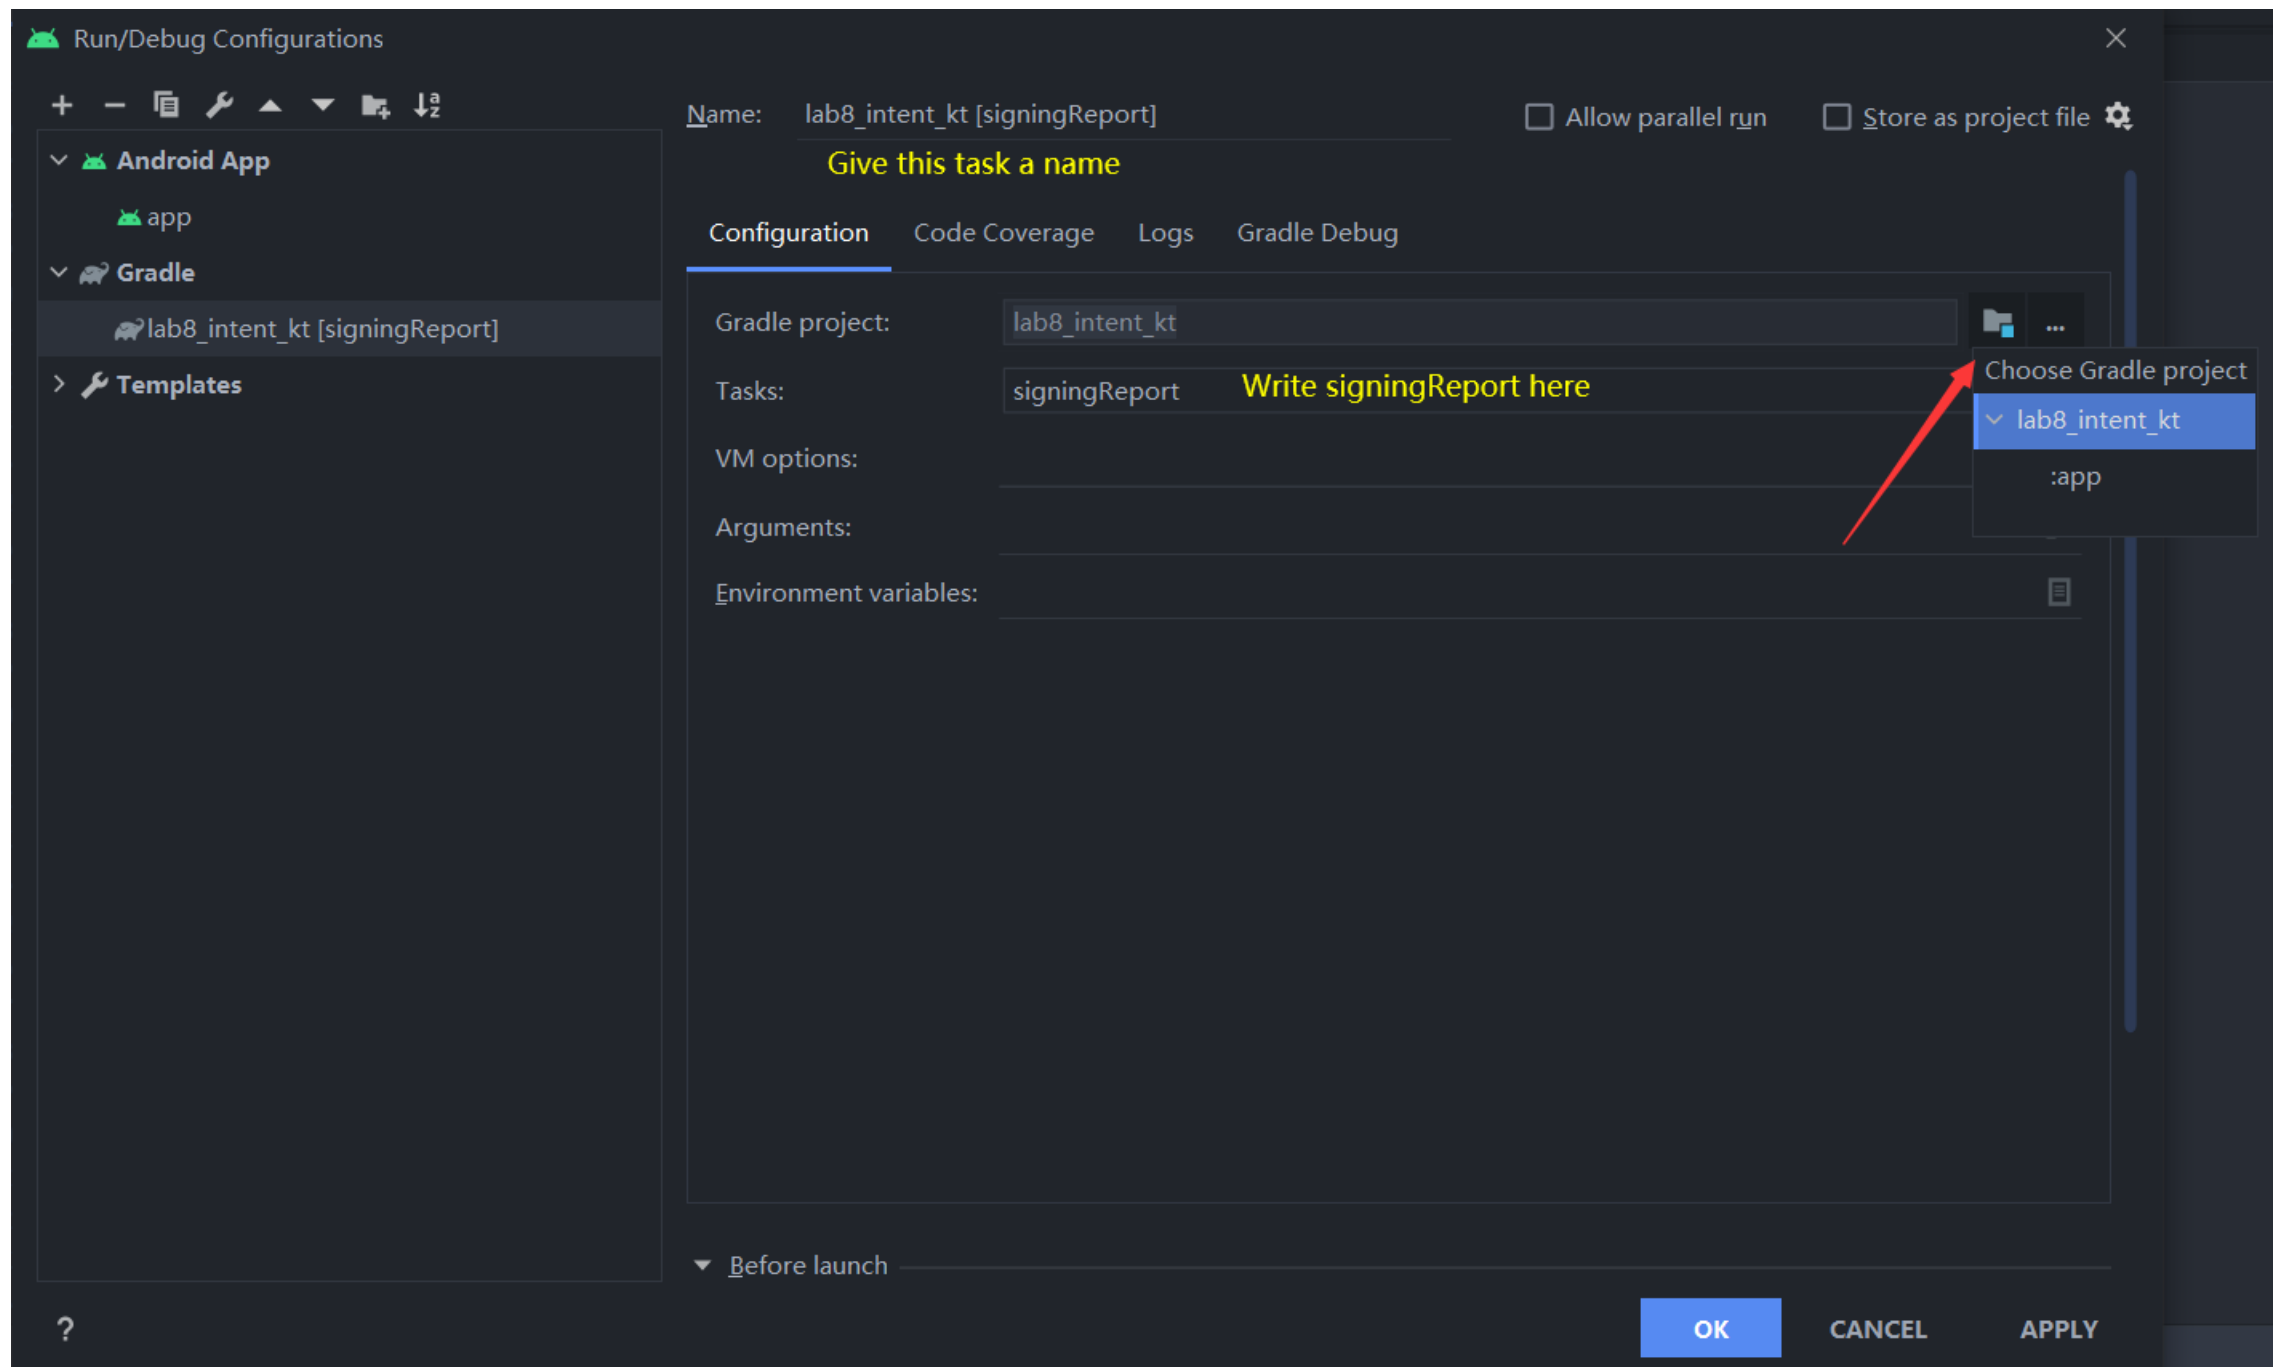 Run/Debug Configurations
Name: lab8_intent_kt [signingReport]
Allow parallel run
Store as project file
Give this task a name
Android App
app
Gradle
lab8_intent_kt [signingReport]
Templates
Configuration Code Coverage Logs Gradle Debug
Gradle project: lab8_intent_kt
...
Tasks: signingReport Write signingReport here
VM options:
Arguments:
Environment variables:
Choose Gradle project
lab8_intent_kt
:app
Before launch
?
OK CANCEL APPLY